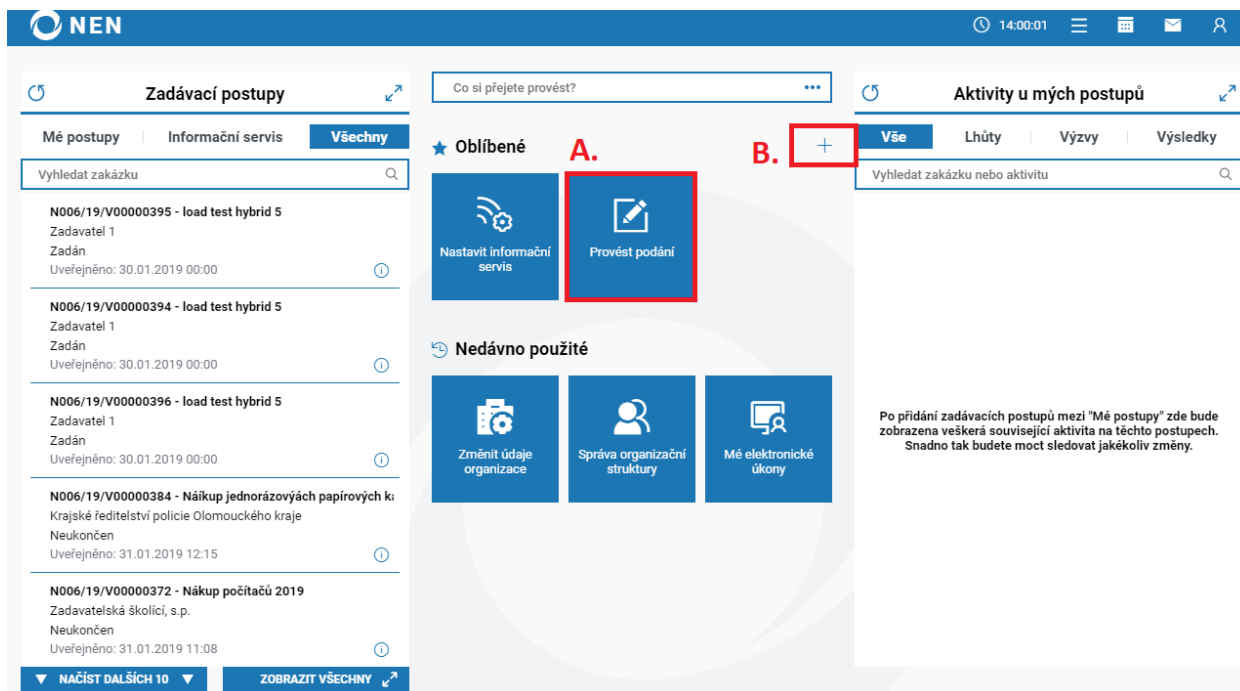 NEN
14:00:01
Zadávací postupy
Mé postupy Informační servis Všechny
Vyhledat zakázku
N006/19/V00000395 - load test hybrid 5
Zadavatel 1
Zadán
Uveřejněno: 30.01.2019 00:00
N006/19/V00000394 - load test hybrid 5
Zadavatel 1
Zadán
Uveřejněno: 30.01.2019 00:00
N006/19/V00000396 - load test hybrid 5
Zadavatel 1
Zadán
Uveřejněno: 30.01.2019 00:00
N006/19/V00000384 - Náíkup jednorázovýách papírových ka
Krajské ředitelství policie Olomouckého kraje
Neukončen
Uveřejněno: 31.01.2019 12:15
N006/19/V00000372 - Nákup počítačů 2019
Zadavatelská školící, s.p.
Neukončen
Uveřejněno: 31.01.2019 11:08
NAČÍST DALŠÍCH 10 ZOBRAZIT VŠECHNY
Co si přejete provést?
Oblíbené
A.
B.
Nastavit informační
servis
Provést podání
Nedávno použité
Změnit údaje
organizace
Správa organizační
struktury
Mé elektronické
úkony
Aktivity u mých postupů
Vše Lhůty Výzvy Výsledky
Vyhledat zakázku nebo aktivitu
Po přidání zadávacích postupů mezi "Mé postupy" zde bude
zobrazena veškerá související aktivita na těchto postupech.
Snadno tak budete moct sledovat jakékoliv změny.